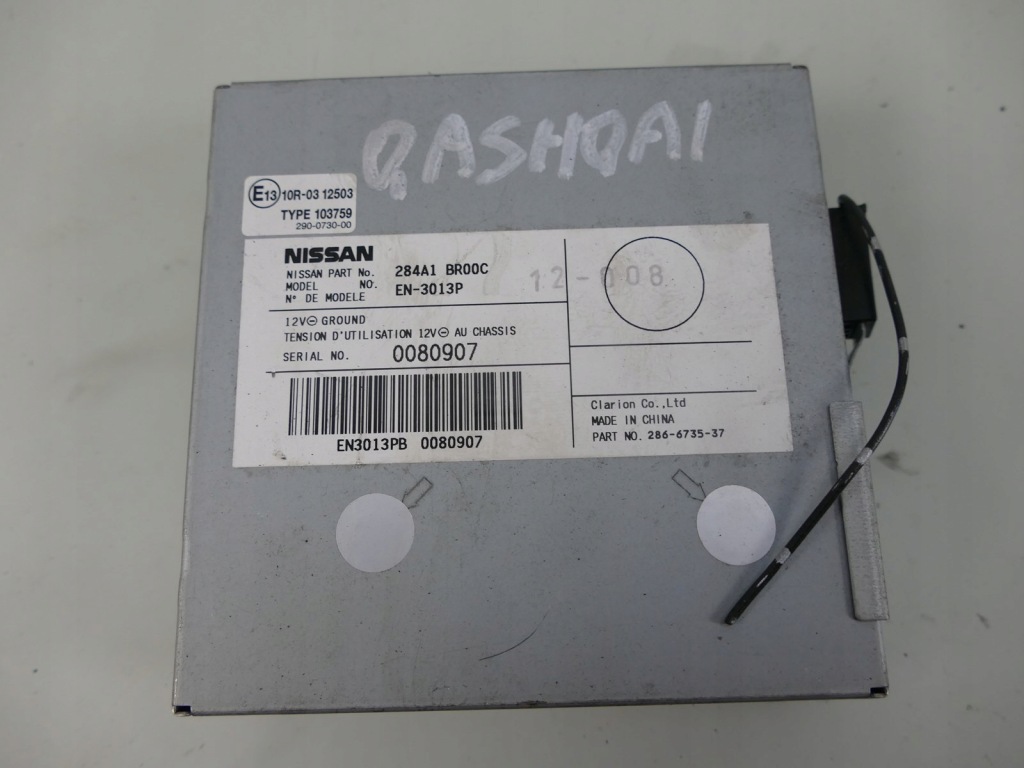 QASHQAI
E13 10R-03 12503
TYPE 103759
290-0730-00
NISSAN
NISSAN PART No. 284A1 BR00C
MODEL NO. EN-3013P
N° DE MODELE
12-008
12V⊖ GROUND
TENSION D'UTILISATION 12V⊖ AU CHASSIS
SERIAL NO. 0080907
EN3013PB 0080907
Clarion Co.,Ltd
MADE IN CHINA
PART NO. 286-6735-37